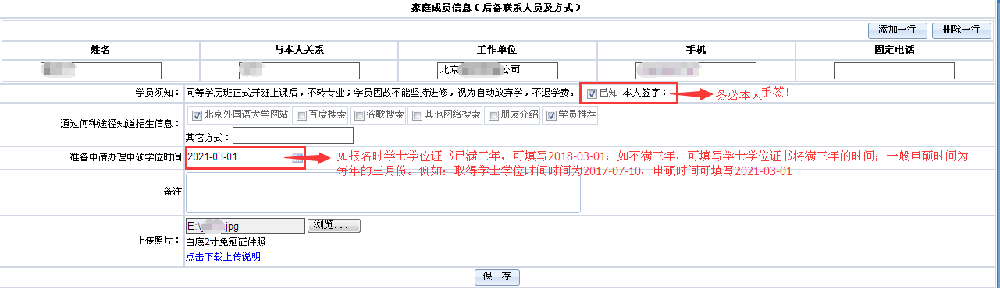 家庭成员信息（后备联系人员及方式）
添加一行 删除一行
姓名 与本人关系 工作单位 手机 固定电话
北京 公司
学员须知： 同等学历班正式开班上课后，不转专业；学员因故不能坚持进修，视为自动放弃学，不退学费。 已知 本人签字： 务必本人手签！
通过何种途径知道招生信息： 北京外国语大学网站 百度搜索 谷歌搜索 其他网络搜索 朋友介绍 学员推荐
其它方式：
准备申请办理申硕学位时间 2021-03-01 如报名时学士学位证书已满三年，可填写2018-03-01；如不满三年，可填写学士学位证书将满三年的时间；一般申硕时间为
每年的三月份。例如：取得学士学位时间时间为2017-07-10，申硕时间可填写2021-03-01
备注
上传照片： E:\ .jpg 浏览...
白底2寸免冠证件照
点击下载上传说明
保 存